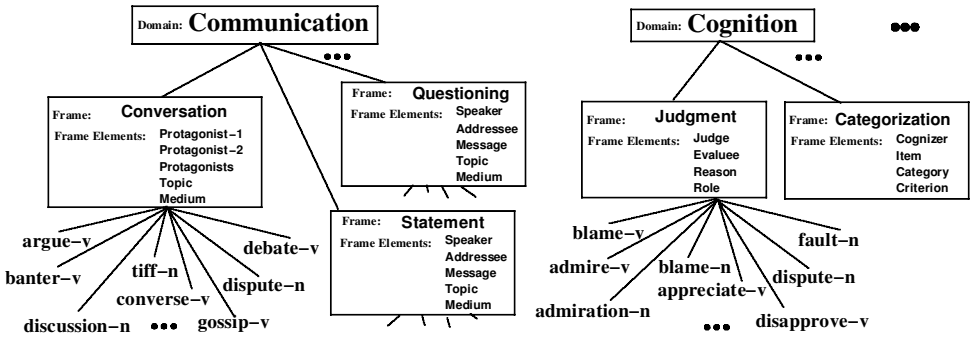 Domain: Communication
Domain: Cognition
Frame: Conversation
Frame Elements: Protagonist-1
Protagonist-2
Protagonists
Topic
Medium
Frame: Questioning
Frame Elements: Speaker
Addressee
Message
Topic
Medium
Frame: Statement
Frame Elements: Speaker
Addressee
Message
Topic
Medium
Frame: Judgment
Frame Elements: Judge
Evaluee
Reason
Role
Frame: Categorization
Frame Elements: Cognizer
Item
Category
Criterion
argue-v
banter-v
discussion-n
tiff-n
converse-v
gossip-v
dispute-n
debate-v
blame-v
admire-v
admiration-n
blame-n
appreciate-v
disapprove-v
dispute-n
fault-n